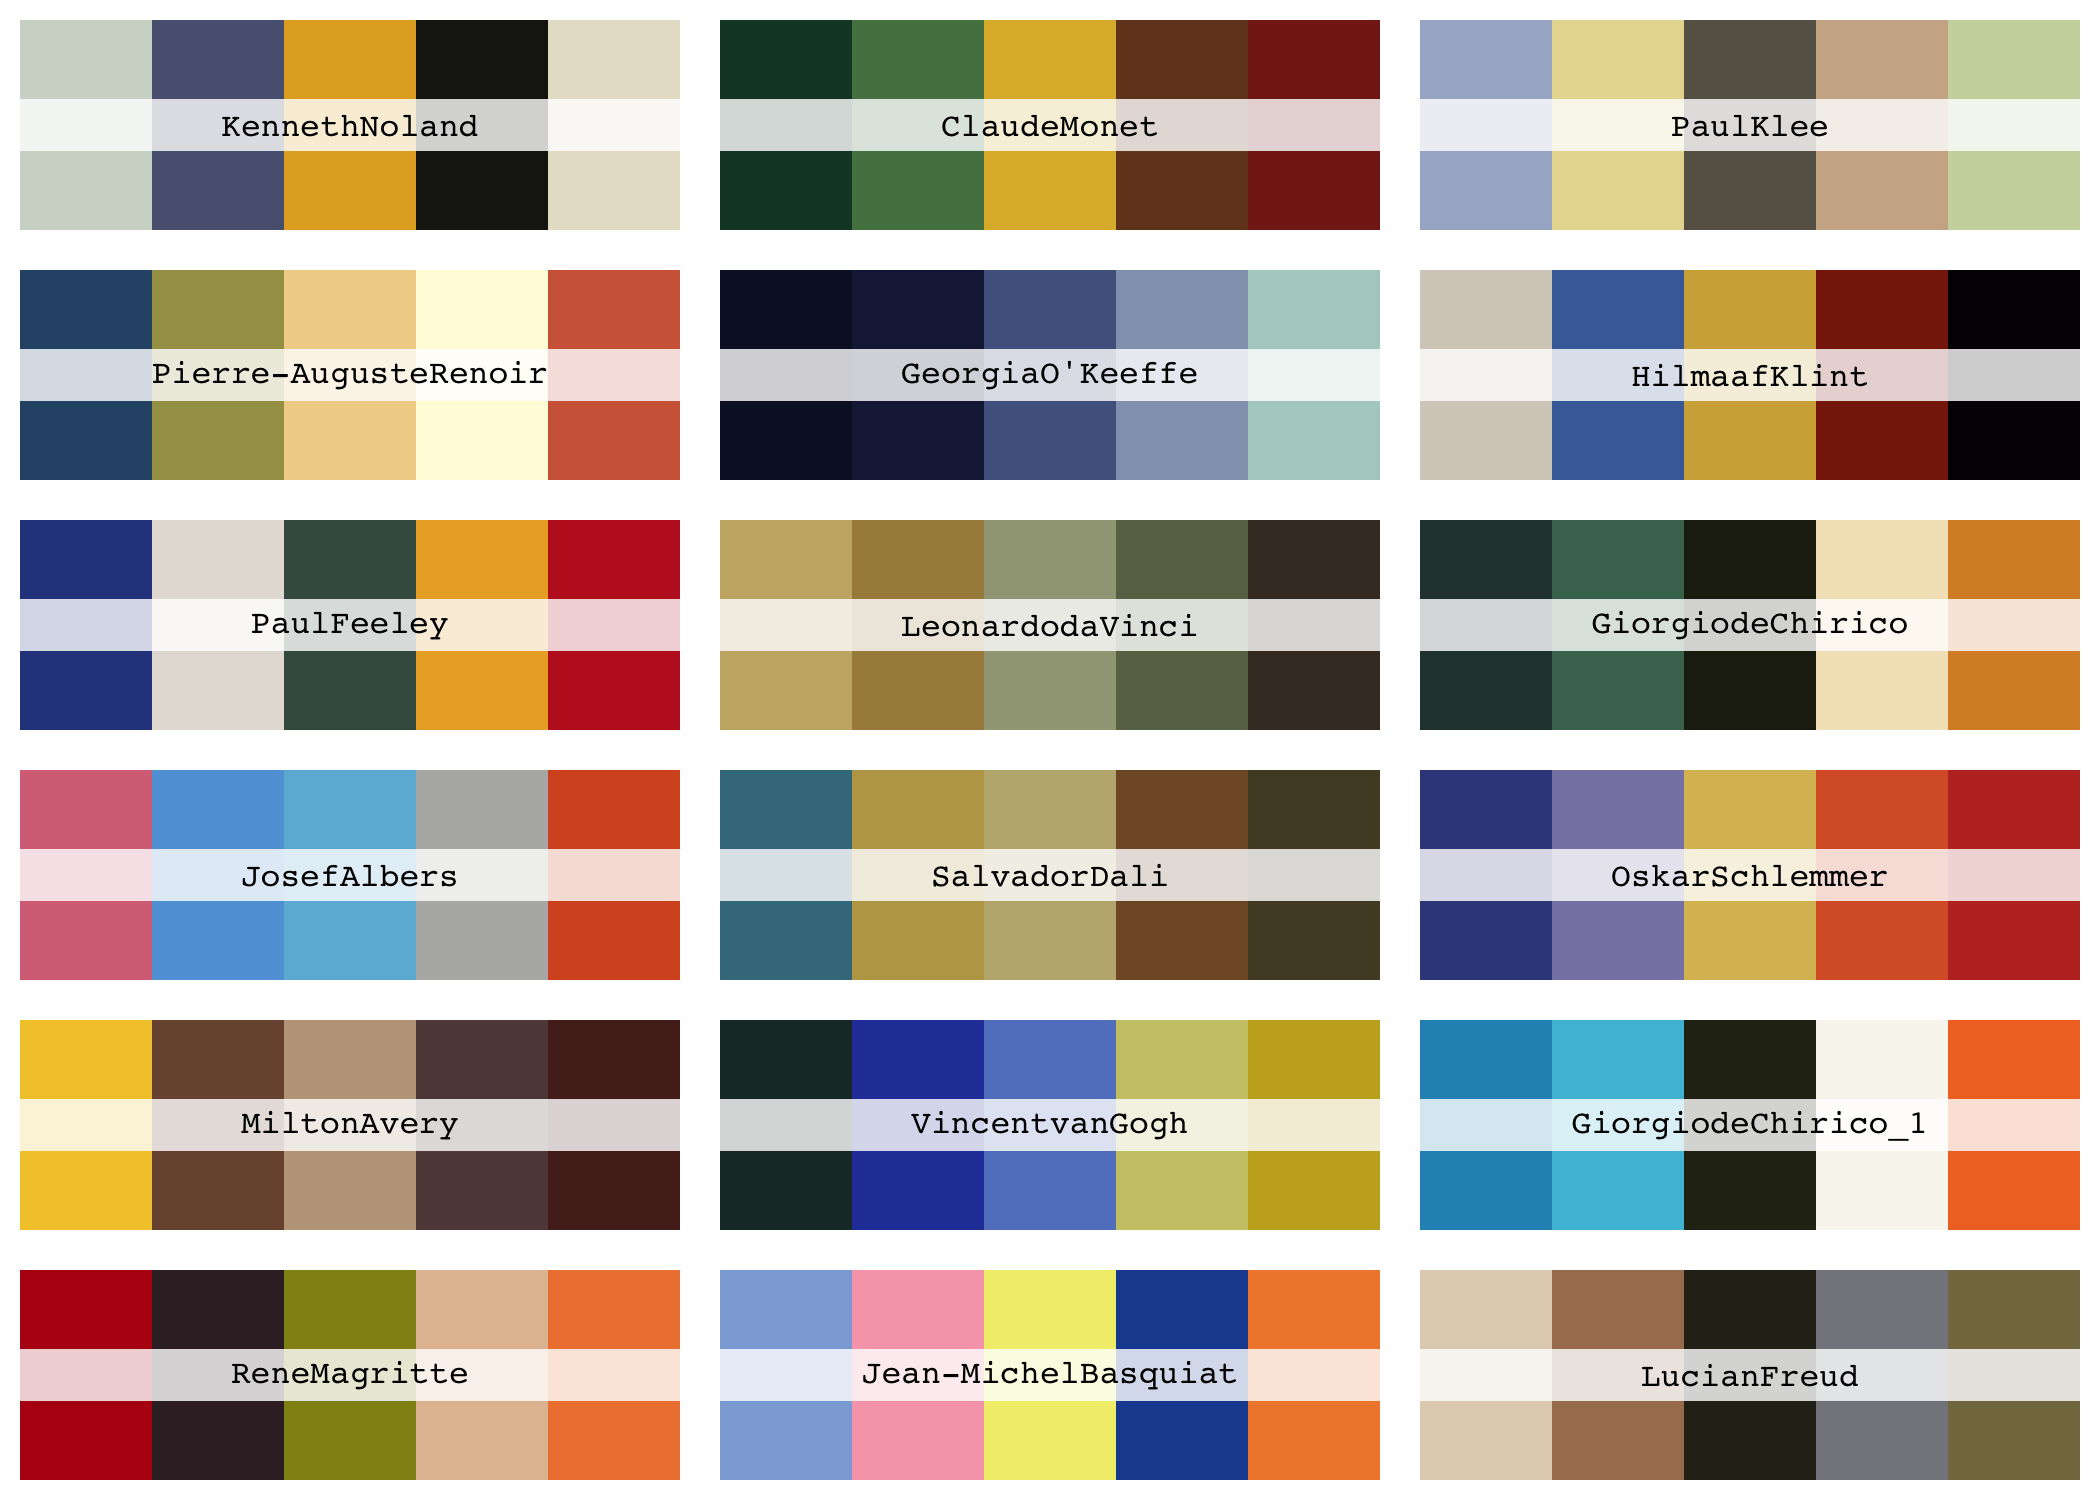 KennethNoland
ClaudeMonet
PaulKlee
Pierre-AugusteRenoir
GeorgiaO'Keeffe
HilmaafKlint
PaulFeeley
LeonardodaVinci
GiorgiodeChirico
JosefAlbers
SalvadorDali
OskarSchlemmer
MiltonAvery
VincentvanGogh
GiorgiodeChirico_1
ReneMagritte
Jean-MichelBasquiat
LucianFreud